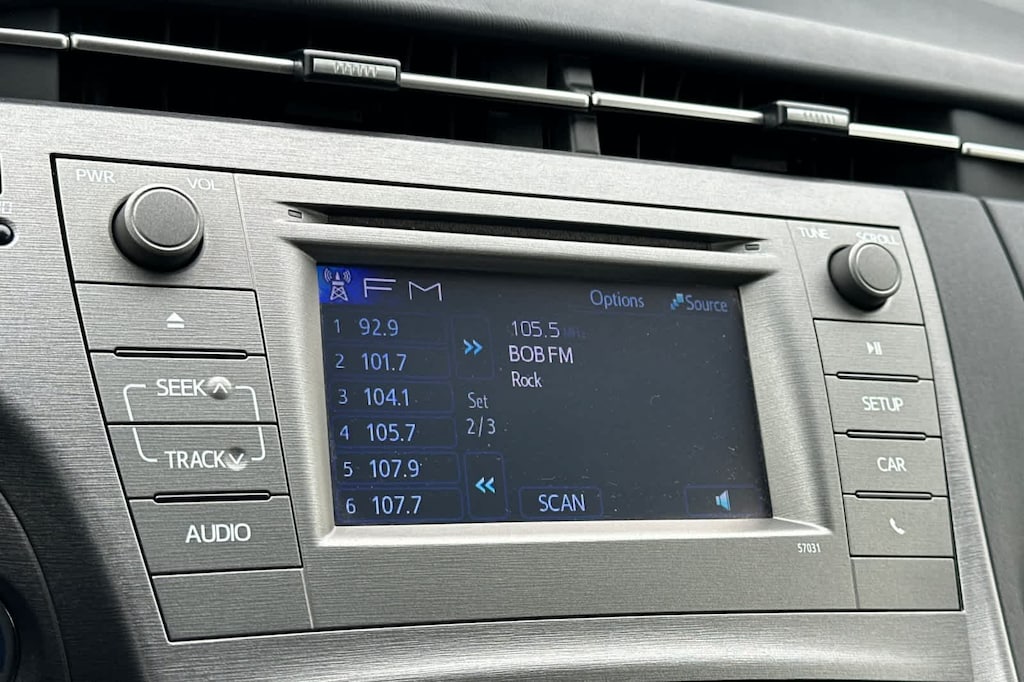 PWR VOL
TUNE SCROLL
FM
Options Source
1 92.9
2 101.7
3 104.1
4 105.7
5 107.9
6 107.7
Set
2/3
105.5 MHz
BOB FM
Rock
SCAN
SEEK
TRACK
AUDIO
SETUP
CAR
57031